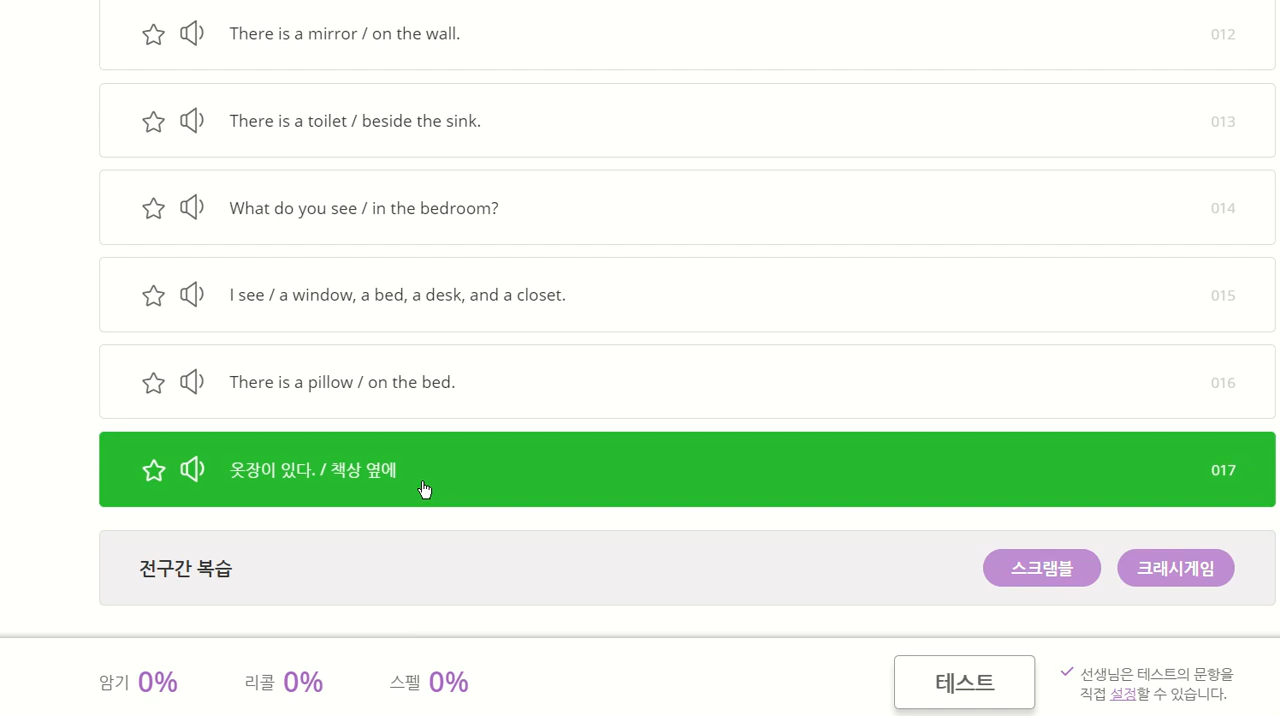 There is a mirror / on the wall. 012
There is a toilet / beside the sink. 013
What do you see / in the bedroom? 014
I see / a window, a bed, a desk, and a closet. 015
There is a pillow / on the bed. 016
옷장이 있다. / 책상 옆에 017
전구간 복습 스크램블 크래시게임
암기 0% 리콜 0% 스펠 0% 테스트
선생님은 테스트의 문항을
직접 설정할 수 있습니다.